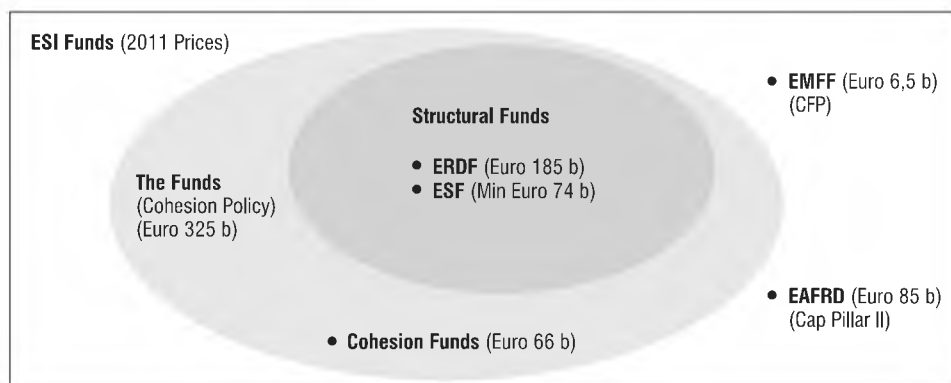 ESI Funds (2011 Prices)
• EMFF (Euro 6,5 b)
(CFP)
Structural Funds
• ERDF (Euro 185 b)
• ESF (Min Euro 74 b)
The Funds
(Cohesion Policy)
(Euro 325 b)
• EAFRD (Euro 85 b)
(Cap Pillar II)
• Cohesion Funds (Euro 66 b)